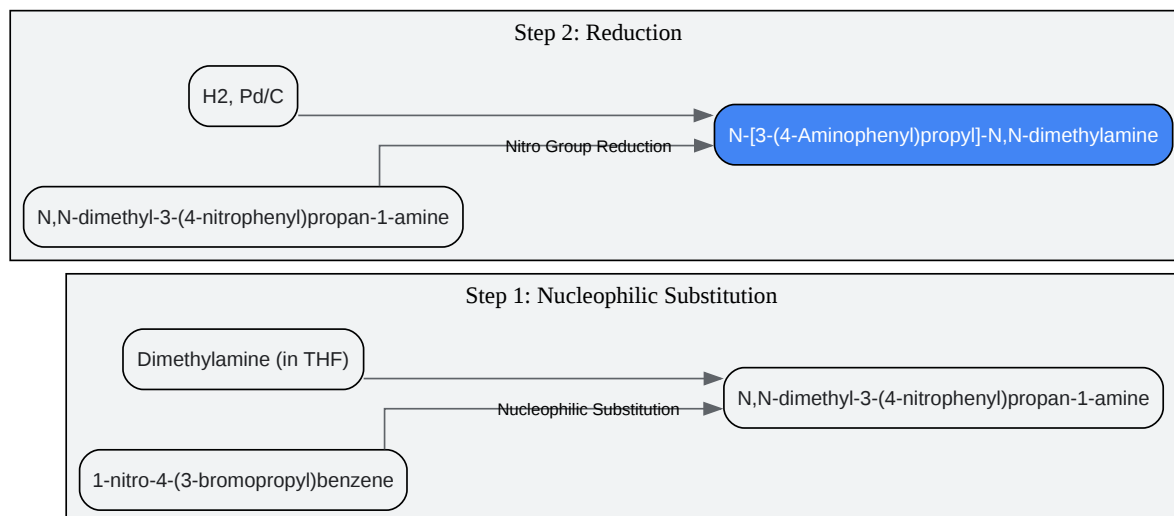 Step 2: Reduction
H2, Pd/C
N-[3-(4-Aminophenyl)propyl]-N,N-dimethylamine
Nitro Group Reduction
N,N-dimethyl-3-(4-nitrophenyl)propan-1-amine
Step 1: Nucleophilic Substitution
Dimethylamine (in THF)
N,N-dimethyl-3-(4-nitrophenyl)propan-1-amine
Nucleophilic Substitution
1-nitro-4-(3-bromopropyl)benzene